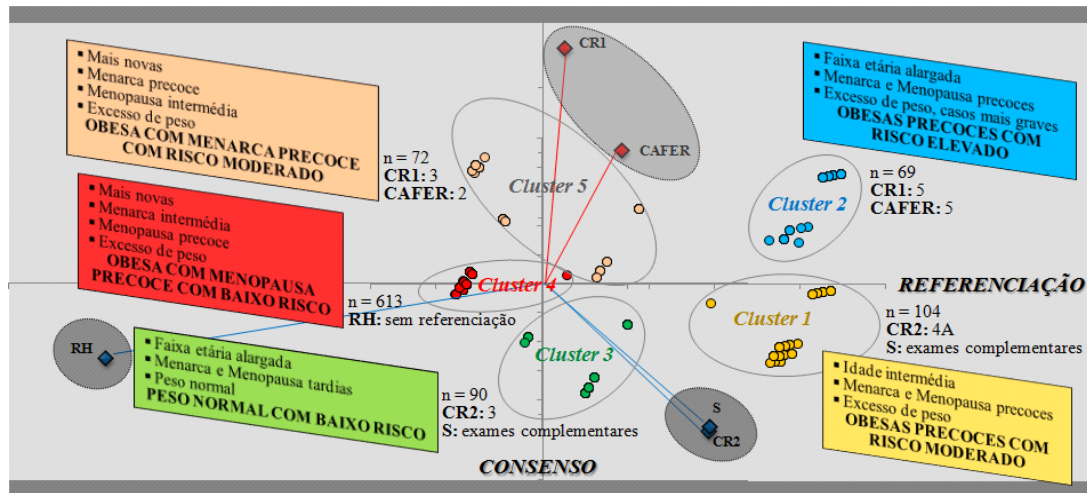 ▪ Mais novas
▪ Menarca precoce
▪ Menopausa intermédia
▪ Excesso de peso
OBESA COM MENARCA PRECOCE
COM RISCO MODERADO
n = 72
CR1: 3
CAFER: 2
CR1
CAFER
Cluster 5
▪ Faixa etária alargada
▪ Menarca e Menopausa precoces
▪ Excesso de peso, casos mais graves
OBESAS PRECOCES COM
RISCO ELEVADO
n = 69
CR1: 5
CAFER: 5
Cluster 2
▪ Mais novas
▪ Menarca intermédia
▪ Menopausa precoce
▪ Excesso de peso
OBESA COM MENOPAUSA
PRECOCE COM BAIXO RISCO
Cluster 4
n = 613
RH: sem referenciação
REFERENCIAÇÃO
Cluster 1
n = 104
CR2: 4A
S: exames complementares
RH
▪ Faixa etária alargada
▪ Menarca e Menopausa tardias
▪ Peso normal
PESO NORMAL COM BAIXO RISCO
Cluster 3
n = 90
CR2: 3
S: exames complementares
S
CR2
▪ Idade intermédia
▪ Menarca e Menopausa precoces
▪ Excesso de peso
OBESAS PRECOCES COM
RISCO MODERADO
CONSENSO